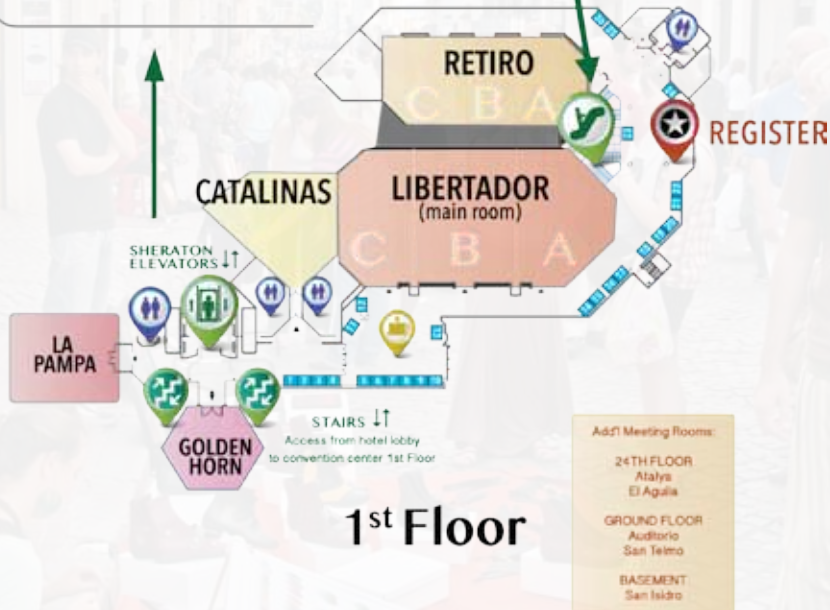 RETIRO
C B A
REGISTER
CATALINAS
LIBERTADOR
(main room)
C B A
SHERATON
ELEVATORS ↓↑
LA
PAMPA
GOLDEN
HORN
STAIRS ↓↑
Access from hotel lobby
to convention center 1st Floor
1st Floor
Add'l Meeting Rooms:
24TH FLOOR
Atalya
El Aguila
GROUND FLOOR
Auditorio
San Telmo
BASEMENT
San Isidro